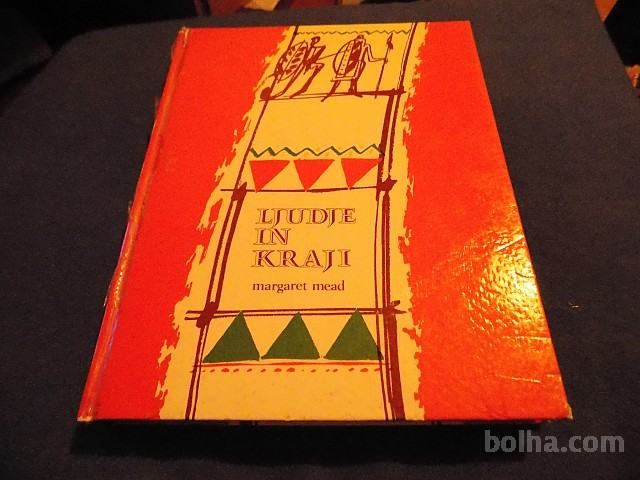 LJUDJE
IN
KRAJI
margaret mead
bolha.com